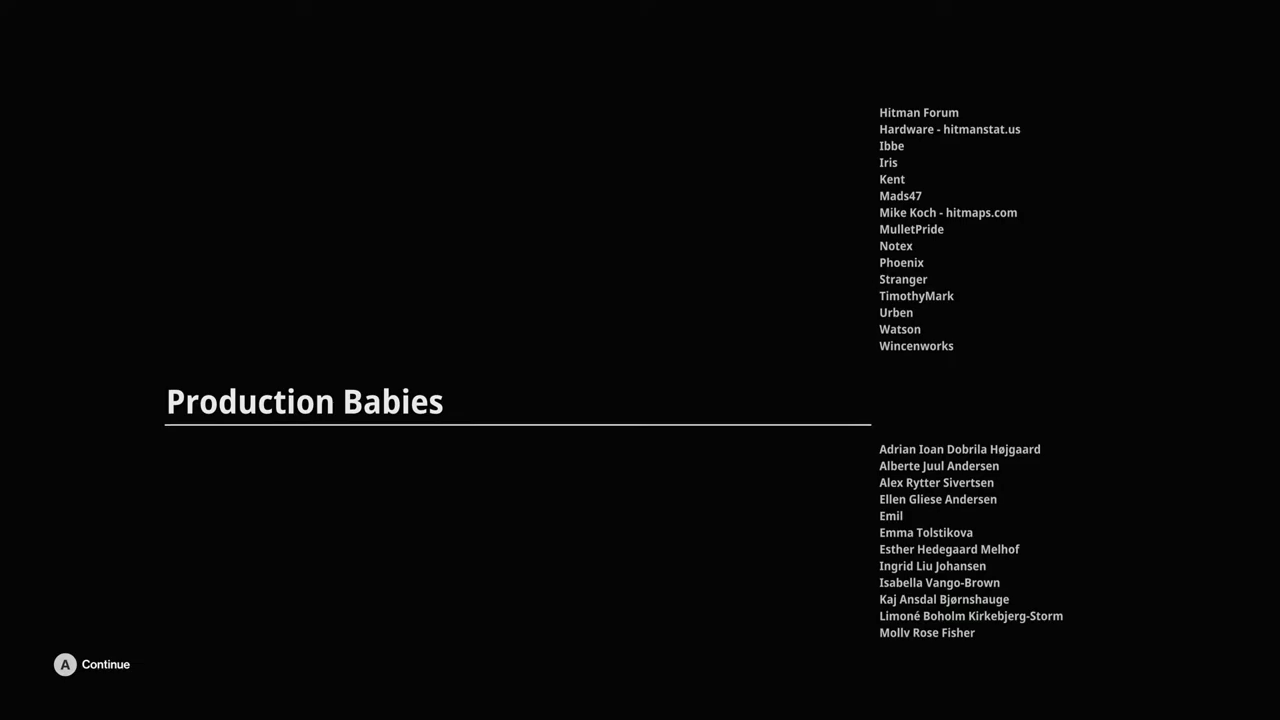 Hitman Forum
Hardware - hitmanstat.us
Ibbe
Iris
Kent
Mads47
Mike Koch - hitmaps.com
MulletPride
Notex
Phoenix
Stranger
TimothyMark
Urben
Watson
Wincenworks
Production Babies
Adrian Ioan Dobrila Højgaard
Alberte Juul Andersen
Alex Rytter Sivertsen
Ellen Gliese Andersen
Emil
Emma Tolstikova
Esther Hedegaard Melhof
Ingrid Liu Johansen
Isabella Vango-Brown
Kaj Ansdal Bjørnshauge
Limoné Boholm Kirkebjerg-Storm
Molly Rose Fisher
A Continue